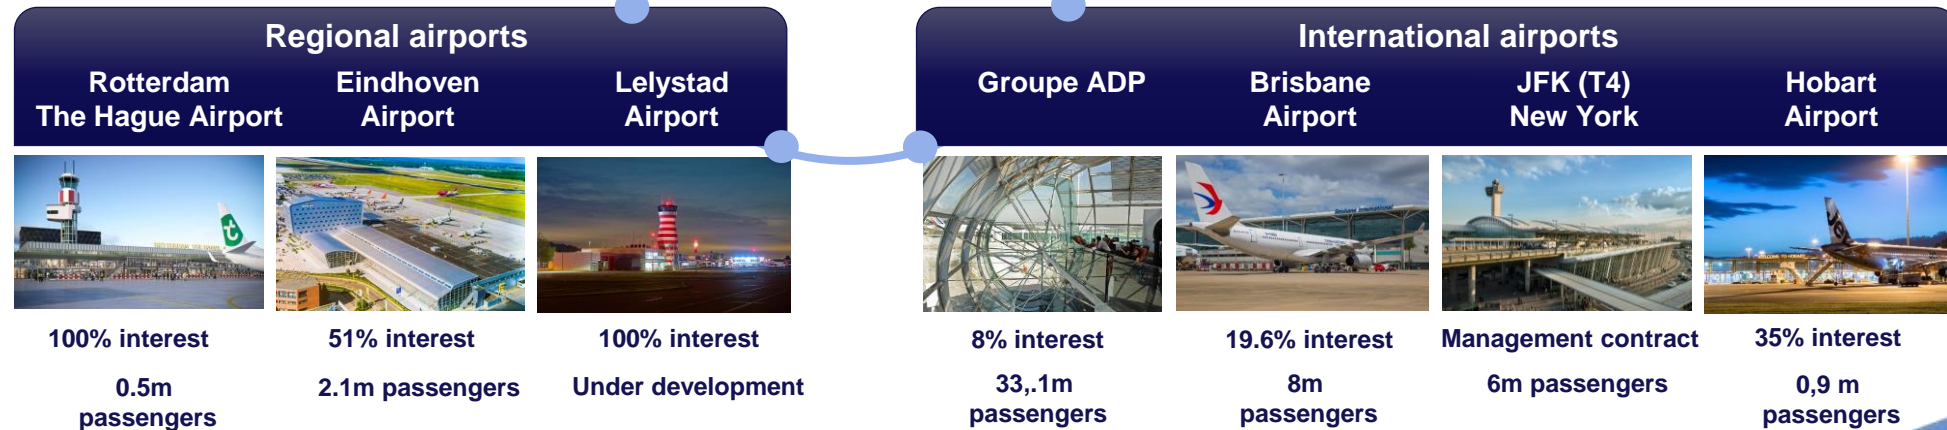 Regional airports
Rotterdam
The Hague Airport
Eindhoven
Airport
Lelystad
Airport
100% interest
0.5m
passengers
51% interest
2.1m passengers
100% interest
Under development
International airports
Groupe ADP
Brisbane
Airport
JFK (T4)
New York
Hobart
Airport
8% interest
33,.1m
passengers
19.6% interest
8m
passengers
Management contract
6m passengers
35% interest
0,9 m
passengers